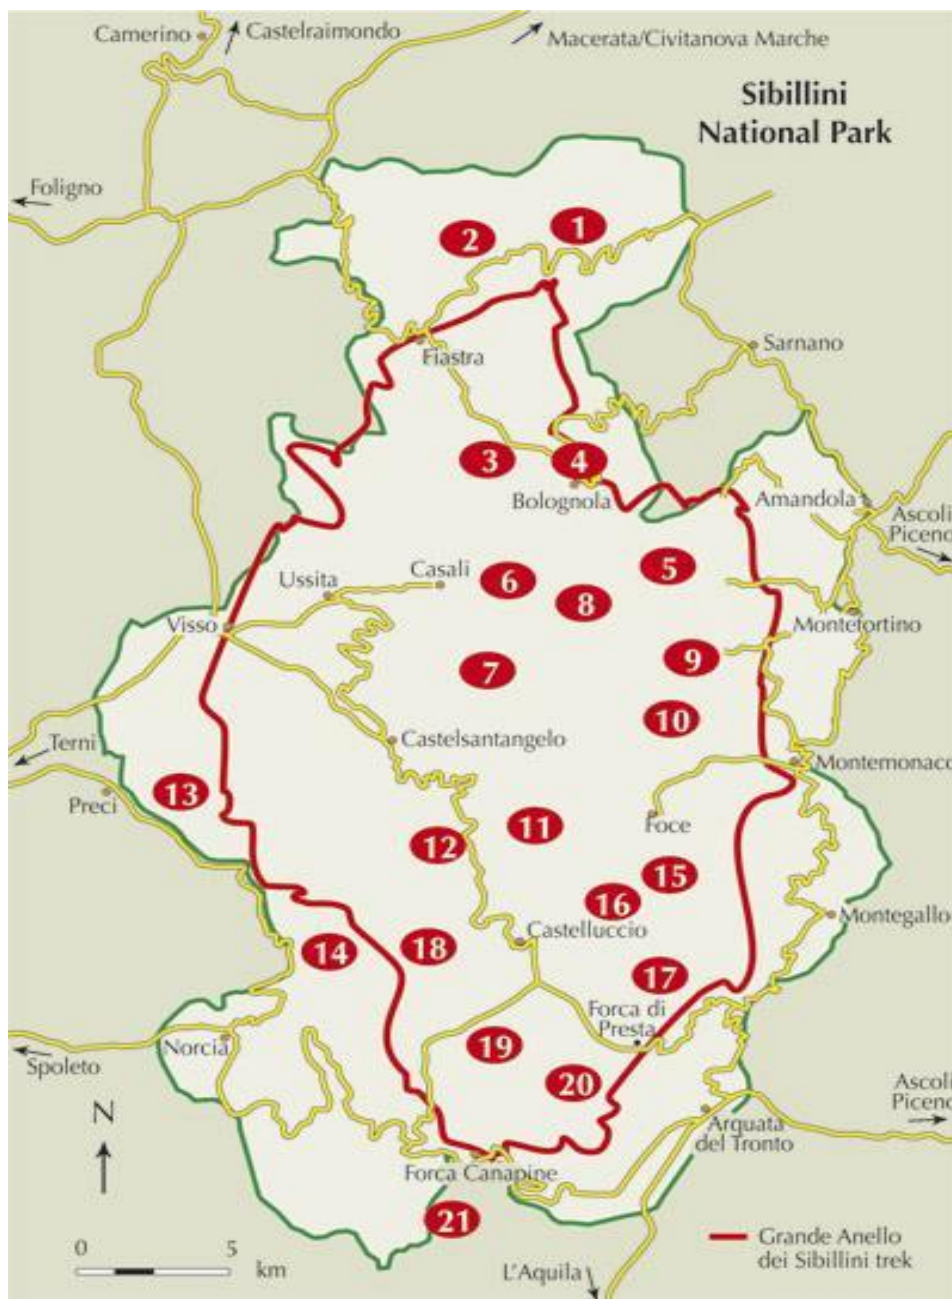 Camerino
Castelraimondo
Macerata/Civitanova Marche
Sibillini
National Park
Foligno
1
2
Sarnano
Fiastra
3
4
Bolognola
Amandola
Ascoli
Piceno
5
Casali
6
Ussita
8
Visso
Montefortino
9
7
10
Castelsantangelo
Terni
Montemonaco
Preci
13
Foce
11
12
15
16
Montegallo
Castelluccio
18
14
17
Forca di
Presta
Norcia
19
Spoleto
20
Ascoli
Piceno
N
Arquata
del Tronto
Forca Canapine
21
Grande Anello
dei Sibillini trek
0 5
km
L'Aquila